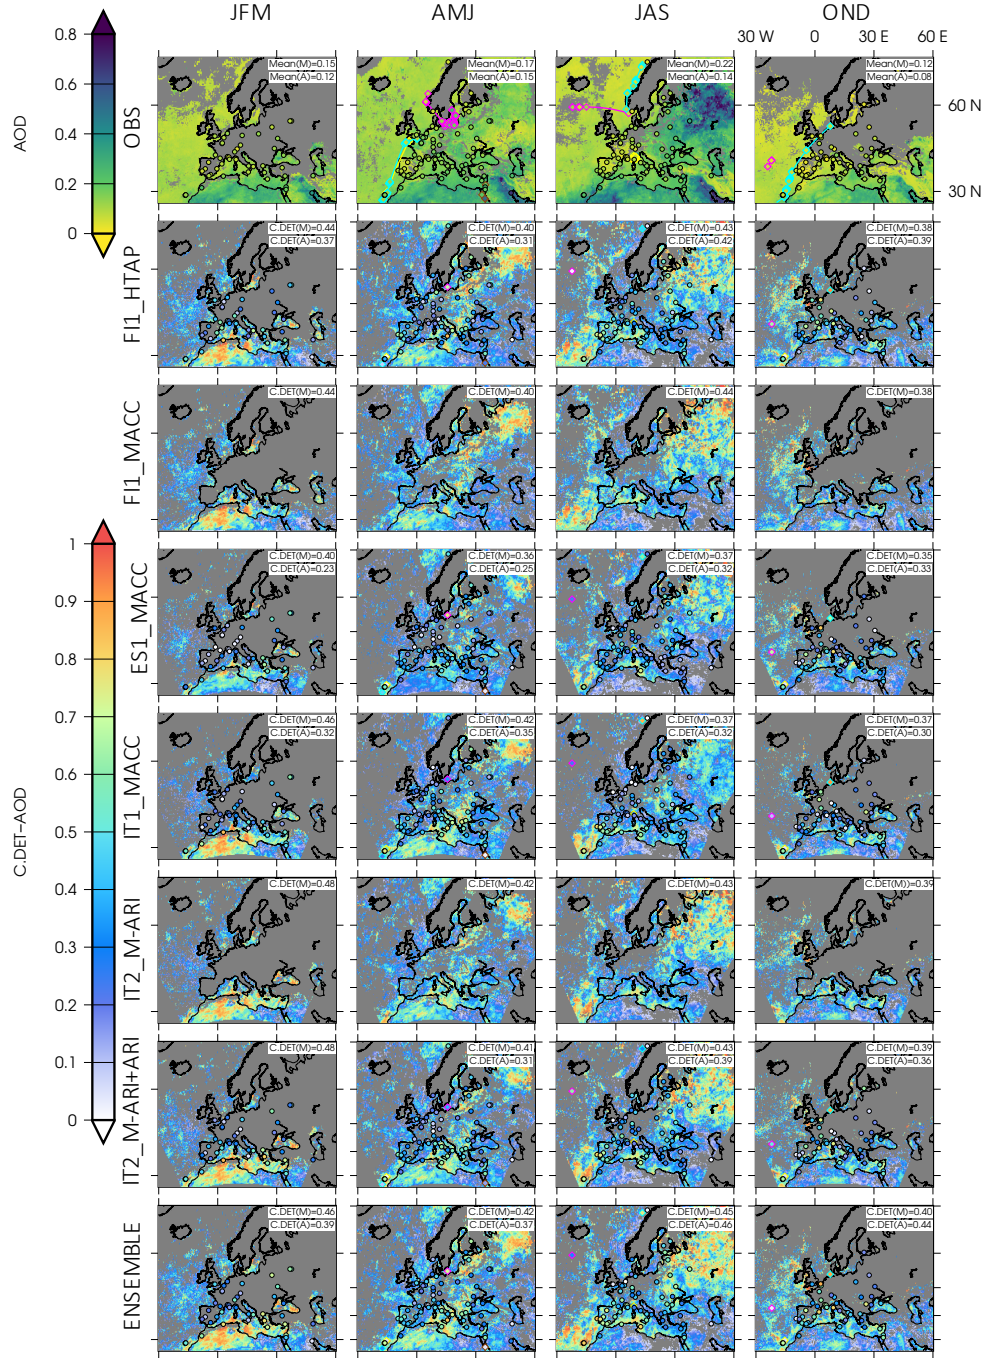 JFM AMJ JAS OND
30 W 0 30 E 60 E
60 N
30 N
AOD
0.8
0.6
0.4
0.2
0
OBS
Mean(M)=0.15
Mean(A)=0.12
Mean(M)=0.17
Mean(A)=0.15
Mean(M)=0.22
Mean(A)=0.14
Mean(M)=0.12
Mean(A)=0.08
FI1_HTAP
C.DET(M)=0.44
C.DET(A)=0.37
C.DET(M)=0.40
C.DET(A)=0.31
C.DET(M)=0.43
C.DET(A)=0.42
C.DET(M)=0.38
C.DET(A)=0.39
FI1_MACC
C.DET(M)=0.44
C.DET(M)=0.40
C.DET(M)=0.44
C.DET(M)=0.38
C.DET-AOD
1
0.9
0.8
0.7
0.6
0.5
0.4
0.3
0.2
0.1
0
ES1_MACC
C.DET(M)=0.40
C.DET(A)=0.23
C.DET(M)=0.36
C.DET(A)=0.25
C.DET(M)=0.37
C.DET(A)=0.32
C.DET(M)=0.35
C.DET(A)=0.33
IT1_MACC
C.DET(M)=0.46
C.DET(A)=0.32
C.DET(M)=0.42
C.DET(A)=0.35
C.DET(M)=0.37
C.DET(A)=0.32
C.DET(M)=0.37
C.DET(A)=0.30
IT2_M-ARI
C.DET(M)=0.48
C.DET(M)=0.42
C.DET(M)=0.43
C.DET(M))=0.39
IT2_M-ARI+ARI
C.DET(M)=0.48
C.DET(M)=0.41
C.DET(A)=0.31
C.DET(M)=0.43
C.DET(A)=0.39
C.DET(M)=0.39
C.DET(A)=0.36
ENSEMBLE
C.DET(M)=0.46
C.DET(A)=0.39
C.DET(M)=0.42
C.DET(A)=0.37
C.DET(M)=0.45
C.DET(A)=0.46
C.DET(M)=0.40
C.DET(A)=0.44